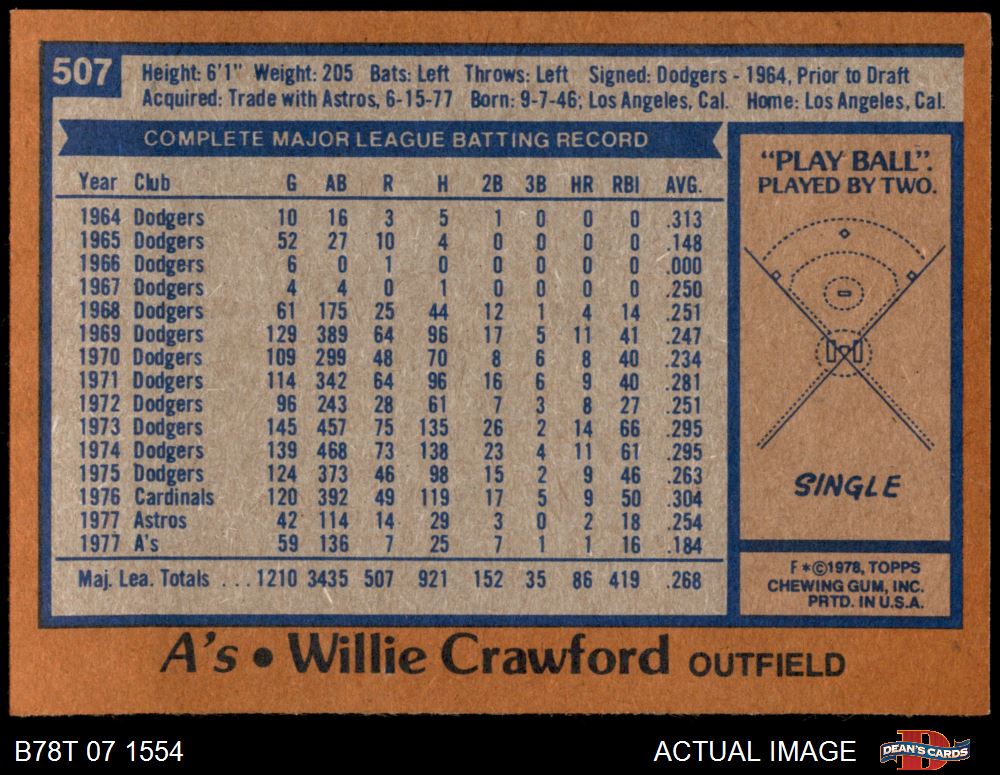 507
Height: 6'1" Weight: 205 Bats: Left Throws: Left Signed: Dodgers - 1964, Prior to Draft
Acquired: Trade with Astros, 6-15-77 Born: 9-7-46, Los Angeles, Cal. Home: Los Angeles, Cal.
COMPLETE MAJOR LEAGUE BATTING RECORD
Year Club G AB R H 2B 3B HR RBI AVG.
1964 Dodgers 10 16 3 5 1 0 0 0 .313
1965 Dodgers 52 27 10 4 0 0 0 0 .148
1966 Dodgers 6 0 1 0 0 0 0 0 .000
1967 Dodgers 4 4 0 1 0 0 0 0 .250
1968 Dodgers 61 175 25 44 12 1 4 14 .251
1969 Dodgers 129 389 64 96 17 5 11 41 .247
1970 Dodgers 109 299 48 70 8 6 8 40 .234
1971 Dodgers 114 342 64 96 16 6 9 40 .281
1972 Dodgers 96 243 28 61 7 3 8 27 .251
1973 Dodgers 145 457 75 135 26 2 14 66 .295
1974 Dodgers 139 468 73 138 23 4 11 61 .295
1975 Dodgers 124 373 46 98 15 2 9 46 .263
1976 Cardinals 120 392 49 119 17 5 9 50 .304
1977 Astros 42 114 14 29 3 0 2 18 .254
1977 A's 59 136 7 25 7 1 1 16 .184
Maj. Lea. Totals ... 1210 3435 507 921 152 35 86 419 .268
"PLAY BALL".
PLAYED BY TWO.
SINGLE
F*©1978, TOPPS
CHEWING GUM, INC.
PRTD. IN U.S.A.
A's • Willie Crawford OUTFIELD
B78T 07 1554
ACTUAL IMAGE
D
DEAN'S CARDS